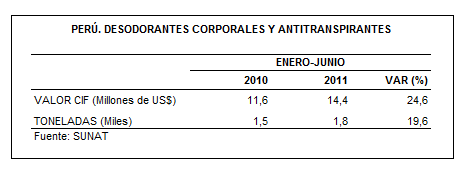 PERÚ. DESODORANTES CORPORALES Y ANTITRANSPIRANTES
ENERO-JUNIO
2010 2011 VAR (%)
VALOR CIF (Millones de US$) 11,6 14,4 24,6
TONELADAS (Miles) 1,5 1,8 19,6
Fuente: SUNAT